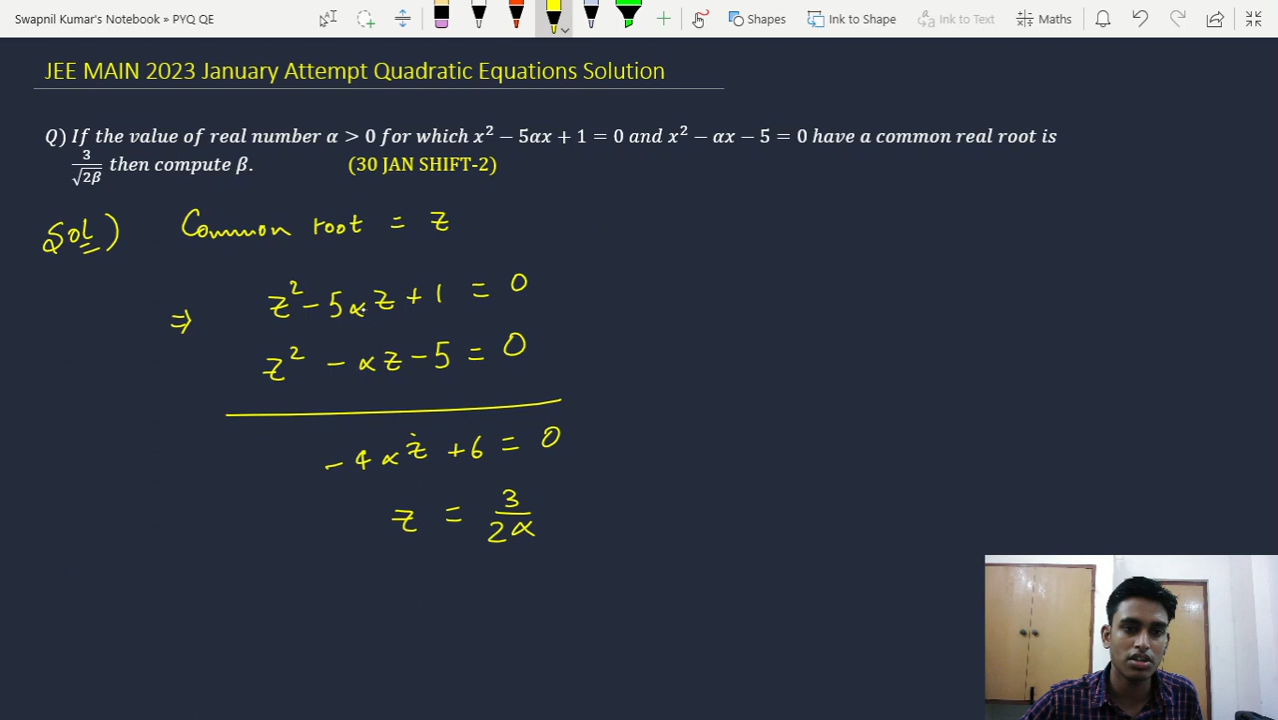 Swapnil Kumar's Notebook » PYQ QE
Shapes
Ink to Shape
Ink to Text
Maths
JEE MAIN 2023 January Attempt Quadratic Equations Solution
Q) If the value of real number α > 0 for which x² − 5αx + 1 = 0 and x² − αx − 5 = 0 have a common real root is
3/√2β then compute β. (30 JAN SHIFT-2)
Sol) Common root = z
⇒ z² − 5αz + 1 = 0
z² − αz − 5 = 0
− 4αz + 6 = 0
z = 3/2α